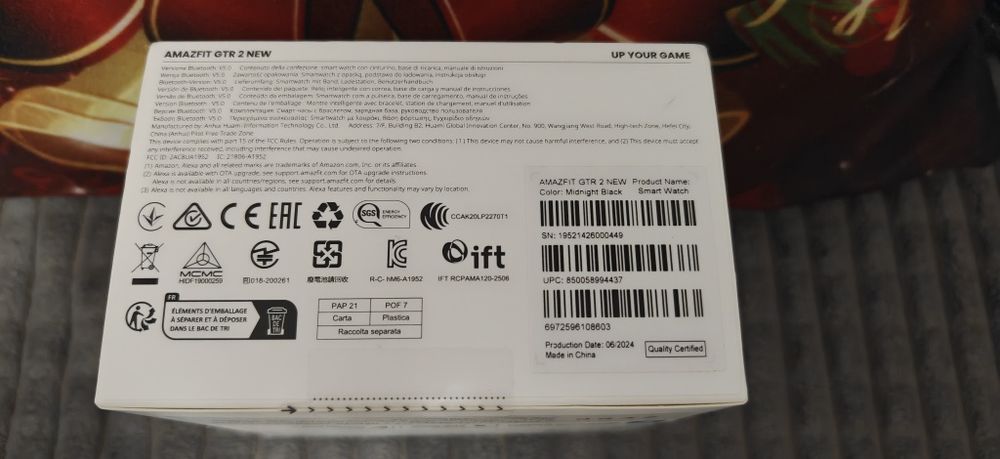 AMAZFIT GTR 2 NEW
UP YOUR GAME
Versione Bluetooth: V5.0 Contenuto della confezione: smart watch con cinturino, base di ricarica, manuale di istruzioni
Wersja Bluetooth: V5.0 Zawartość opakowania: Smartwatch z opaską, podstawa do ładowania, instrukcja obsługi
Bluetooth-Version: V5.0 Lieferumfang: Smartwatch mit Band, Ladestation, Benutzerhandbuch
Versión de Bluetooth: V5.0 Contenido del paquete: Reloj inteligente con correa, base de carga y manual de instrucciones
Versão de Bluetooth: V5.0 Conteúdo da embalagem: Smartwatch com a pulseira, base de carregamento, manual de instruções
Version Bluetooth: V5.0 Contenu de l'emballage : Montre intelligente avec bracelet, station de chargement, manuel d'utilisation
Версия Bluetooth: V5.0 Комплектация: Смарт-часы с браслетом, зарядная база, руководство пользователя
Έκδοση Bluetooth: V5.0 Περιεχόμενα συσκευασίας: Smartwatch με λουράκι, βάση φόρτισης, Εγχειρίδιο οδηγιών
Manufactured by: Anhui Huami Information Technology Co., Ltd. Address: 7/F, Building B2, Huami Global Innovation Center, No. 900, Wangjiang West Road, High-tech Zone, Hefei City,
China (Anhui) Pilot Free Trade Zone
This device complies with part 15 of the FCC Rules. Operation is subject to the following two conditions: (1) This device may not cause harmful interference, and (2) This device must accept
any interference received, including interference that may cause undesired operation.
FCC ID: 2AC8UA1952 IC: 21806-A1952
(1) Amazon, Alexa and all related marks are trademarks of Amazon.com, Inc. or its affiliates.
(2) Alexa is available with OTA upgrade, see support.amazfit.com for OTA upgrade instructions.
Alexa is not available in all countries/regions, see support.amazfit.com for details.
(3) Alexa is not available in all languages and countries. Alexa features and functionality may vary by location.
CE EAC
SGS ENERGY EFFICIENCY
CCAK20LP2270T1
MCMC
HIDF19000259
018-200261
廢電池請回收
R-C- hM6-A1952
ift
IFT RCPAMA120-2506
FR
ÉLÉMENTS D'EMBALLAGE
À SÉPARER ET À DÉPOSER
DANS LE BAC DE TRI
BAC DE TRI
PAP 21 POF 7
Carta Plastica
Raccolta separata
AMAZFIT GTR 2 NEW Product Name:
Color: Midnight Black Smart Watch
SN: 19521426000449
UPC: 850058994437
6972596108603
Production Date: 06/2024
Made in China
Quality Certified